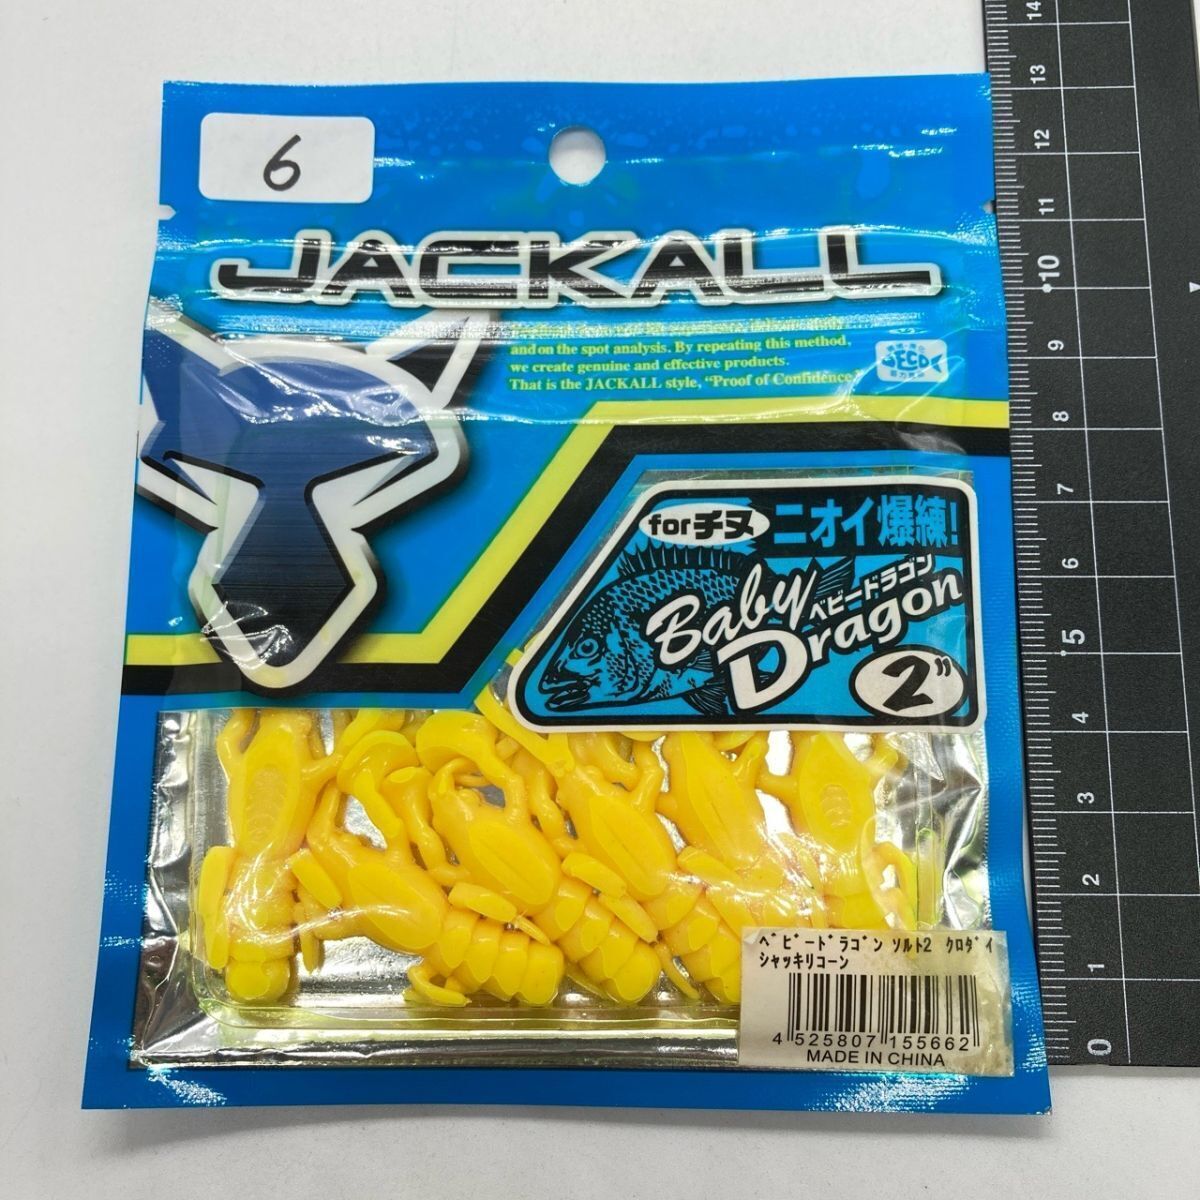 6
JACKALL
and on the spot analysis. By repeating this method,
we create genuine and effective products.
That is the JACKALL style, "Proof of Confidence"
forチヌ
ニオイ爆練!
Baby
ベビードラゴン
Dragon
2"
ベビードラゴン ソルト2 クロダイ
シャッキリコーン
4 525807 155662
MADE IN CHINA
14
13
12
11
10
9
8
7
6
5
4
3
2
1
0